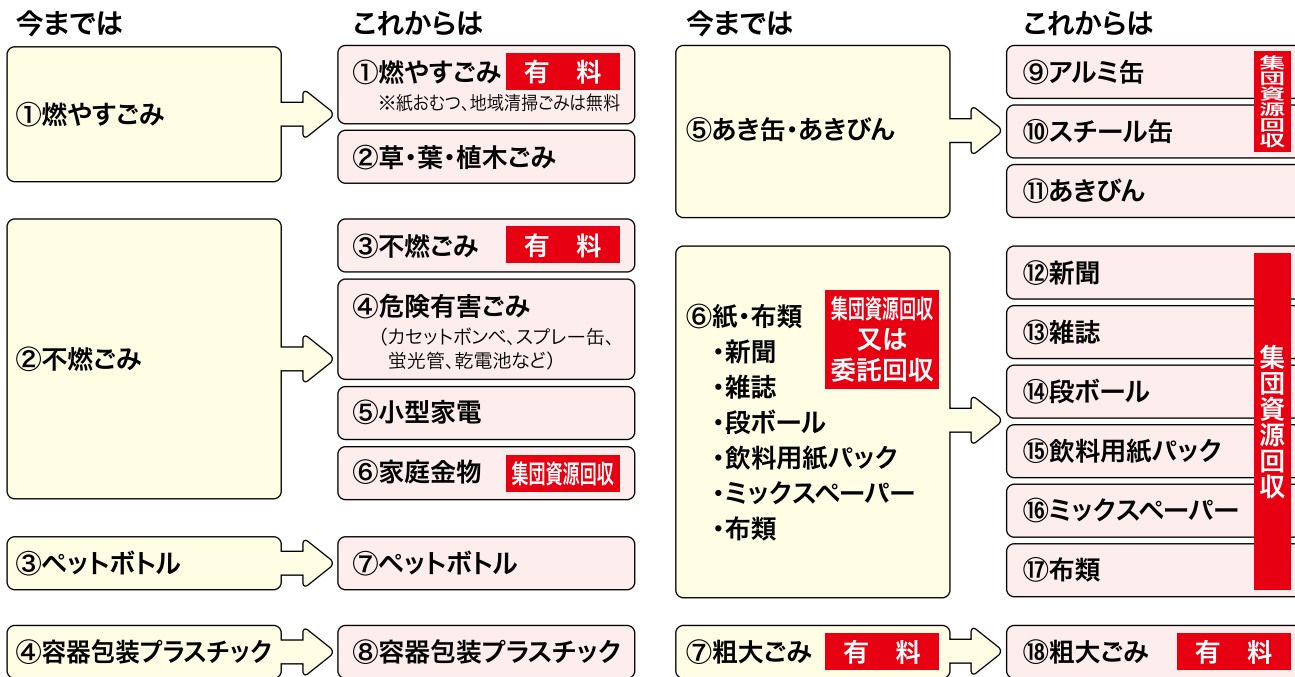 今までは
これからは
①燃やすごみ
①燃やすごみ 有 料
※紙おむつ、地域清掃ごみは無料
②草・葉・植木ごみ
②不燃ごみ
③不燃ごみ 有 料
④危険有害ごみ
(カセットボンベ、スプレー缶、
蛍光管、乾電池など)
⑤小型家電
⑥家庭金物 集団資源回収
③ペットボトル
⑦ペットボトル
④容器包装プラスチック
⑧容器包装プラスチック
今までは
これからは
⑤あき缶・あきびん
⑨アルミ缶
⑩スチール缶
集団資源回収
⑪あきびん
⑥紙・布類
・新聞
・雑誌
・段ボール
・飲料用紙パック
・ミックスペーパー
・布類
集団資源回収
又は
委託回収
⑫新聞
⑬雑誌
⑭段ボール
⑮飲料用紙パック
⑯ミックスペーパー
⑰布類
集団資源回収
⑦粗大ごみ 有 料
⑱粗大ごみ 有 料